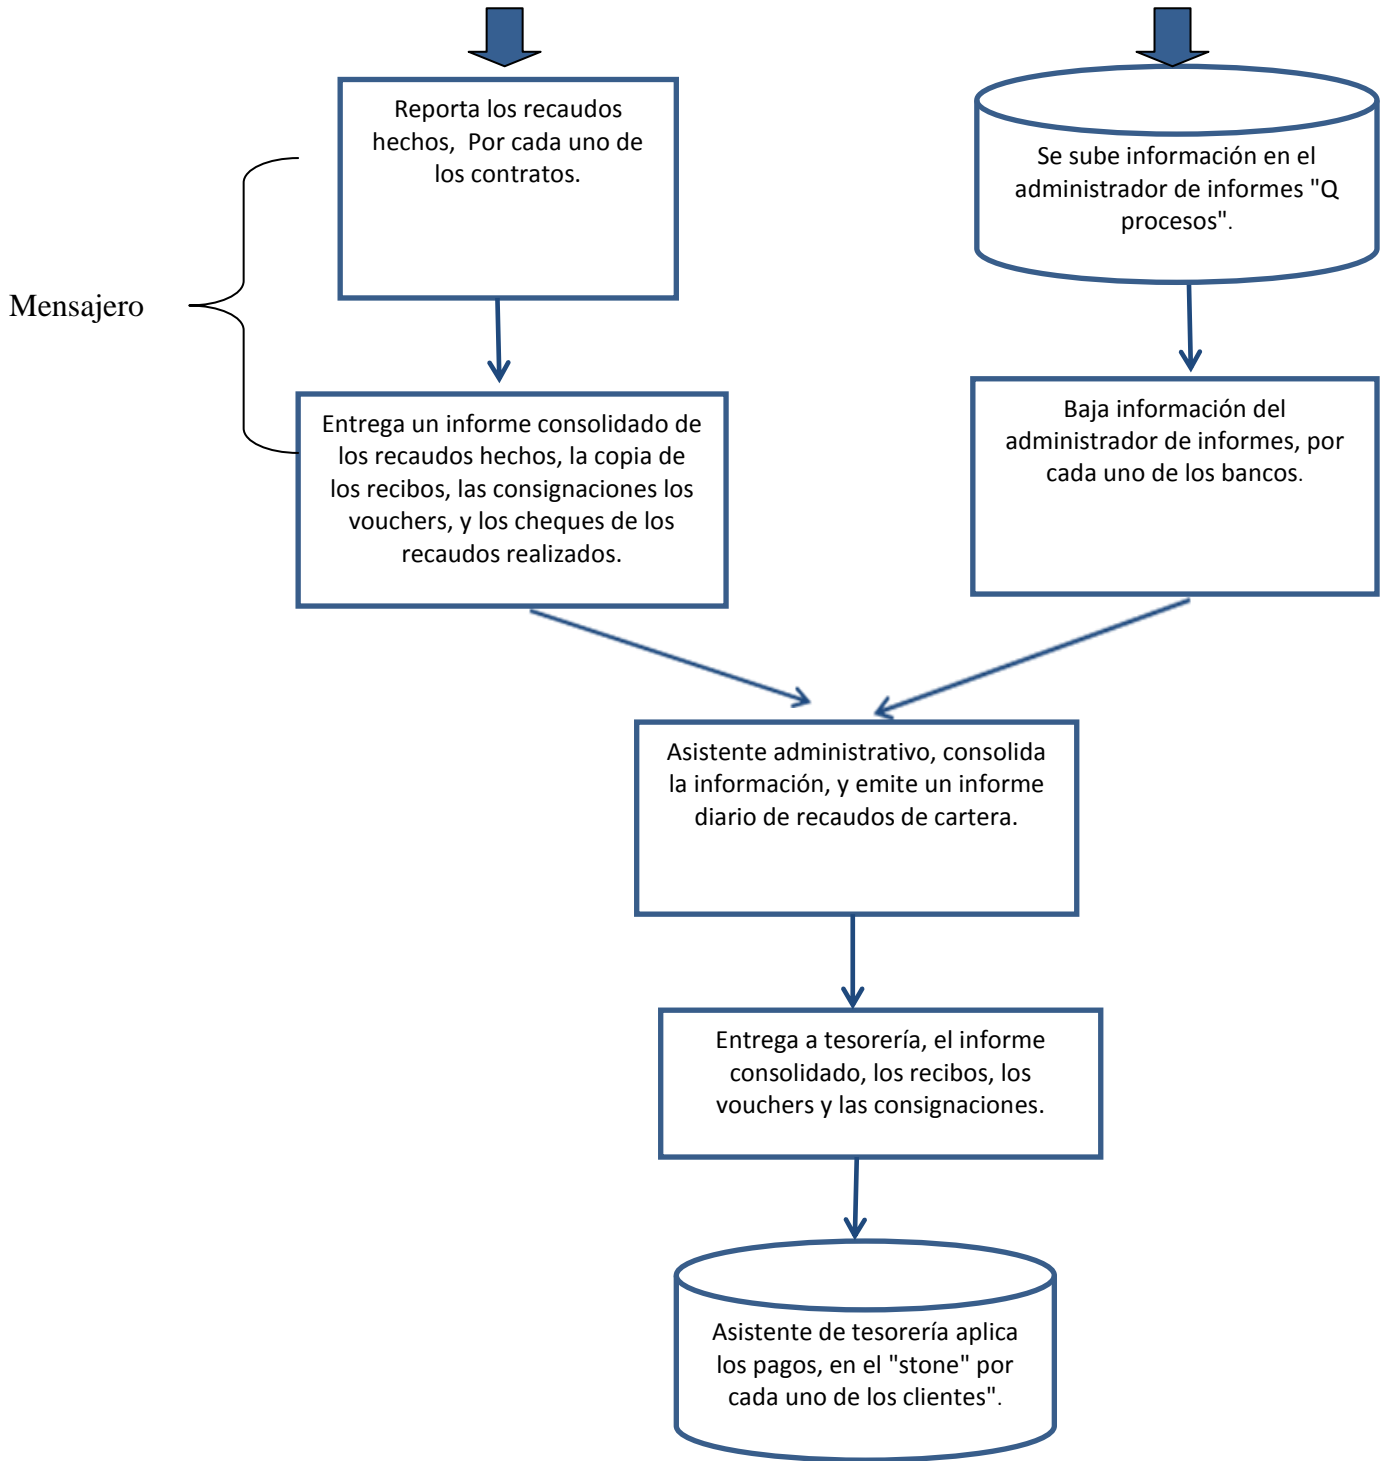 Reporta los recaudos
hechos, Por cada uno de
los contratos.
Se sube información en el
administrador de informes "Q
procesos".
Mensajero
Entrega un informe consolidado de
los recaudos hechos, la copia de
los recibos, las consignaciones los
vouchers, y los cheques de los
recaudos realizados.
Baja información del
administrador de informes, por
cada uno de los bancos.
Asistente administrativo, consolida
la información, y emite un informe
diario de recaudos de cartera.
Entrega a tesorería, el informe
consolidado, los recibos, los
vouchers y las consignaciones.
Asistente de tesorería aplica
los pagos, en el "stone" por
cada uno de los clientes".